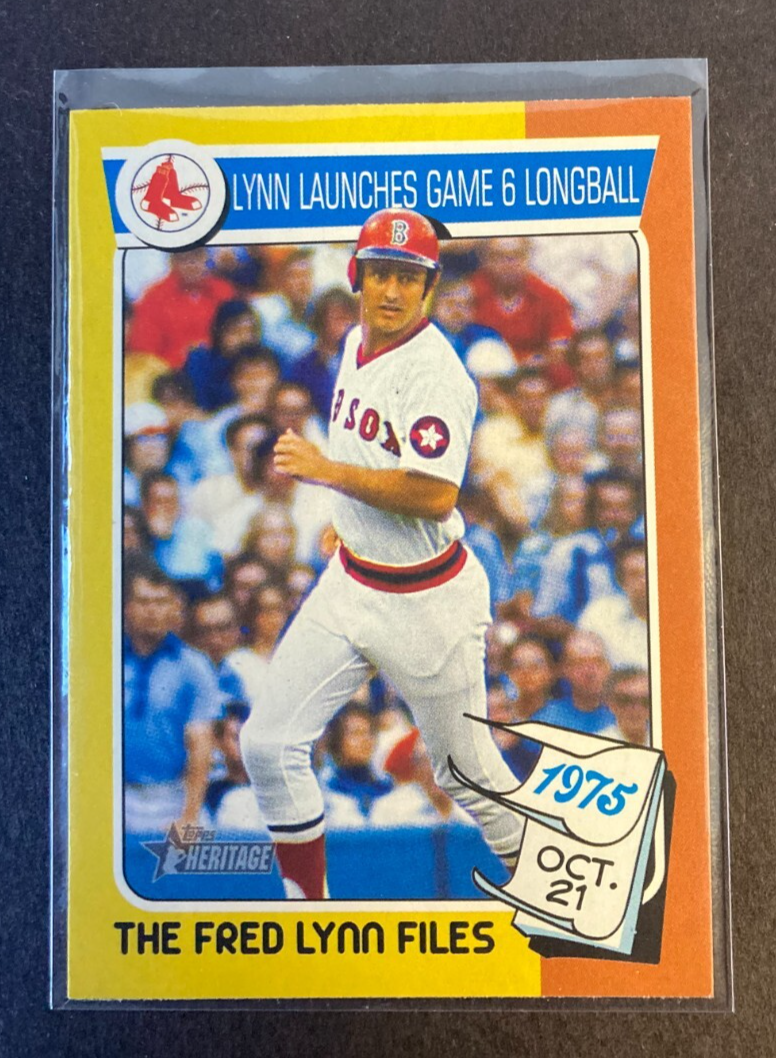 LYNN LAUNCHES GAME 6 LONGBALL
B
B SOX
1975
OCT.
21
Topps
HERITAGE
THE FRED LYNN FILES